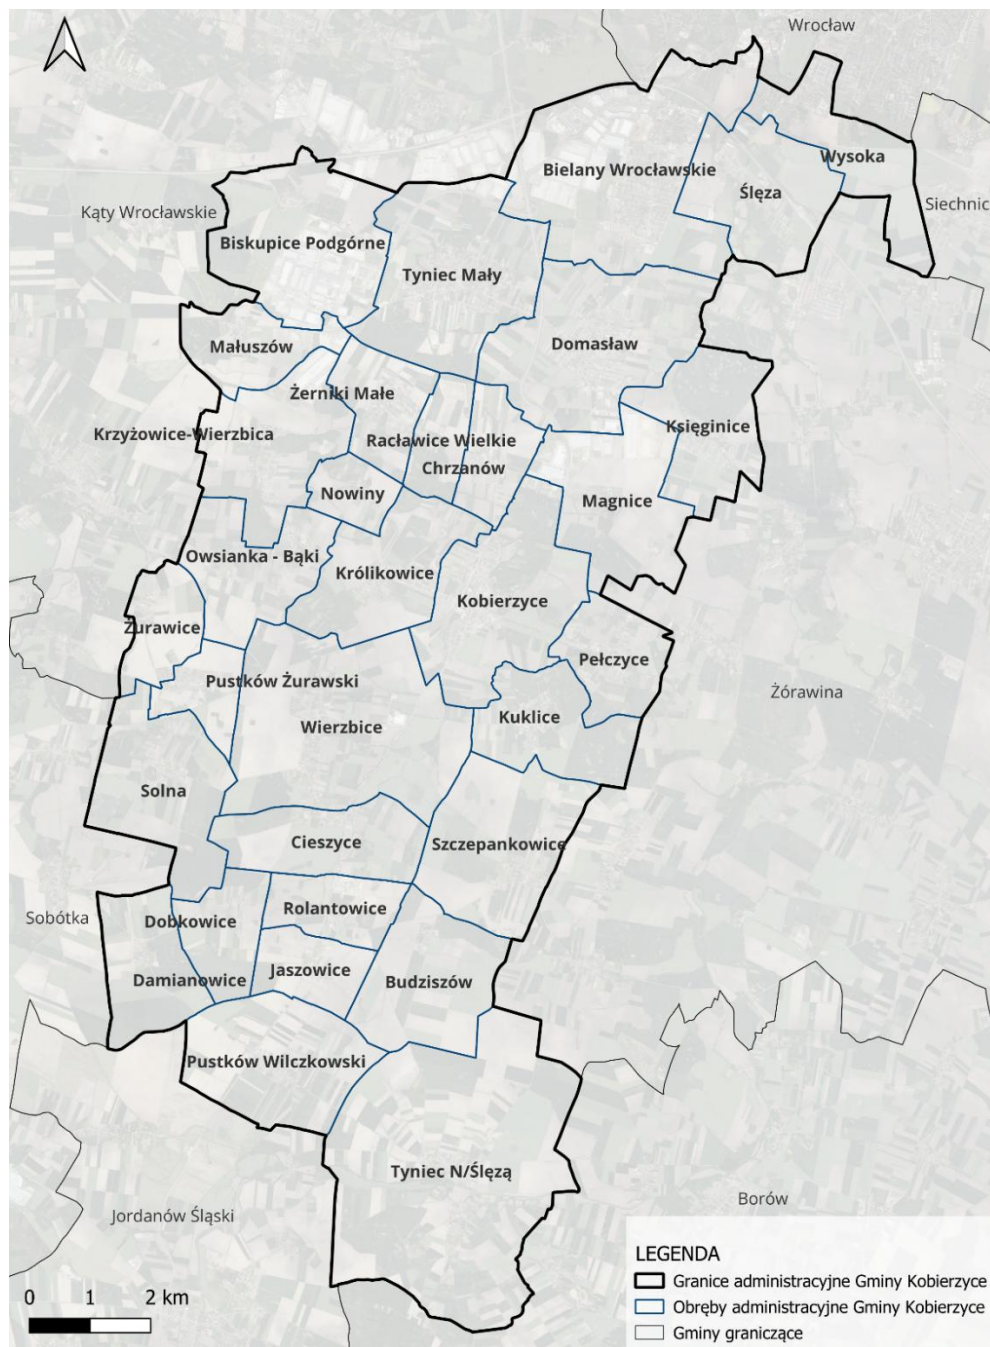 Wrocław
Bielany Wrocławskie
Wysoka
Ślęza
Siechnic
Kąty Wrocławskie
Biskupice Podgórne
Tyniec Mały
Domasław
Małuszów
Żerniki Małe
Księginice
Krzyżowice-Wierzbica
Racławice Wielkie
Chrzanów
Nowiny
Magnice
Owsianka - Bąki
Królikowice
Kobierzyce
Żurawice
Pełczyce
Pustków Żurawski
Żórawina
Kuklice
Wierzbice
Solna
Cieszyce
Szczepankowice
Sobótka
Dobkowice
Rolantowice
Damianowice
Jaszowice
Budziszów
Pustków Wilczkowski
Tyniec N/Ślęzą
Borów
Jordanów Śląski
LEGENDA
Granice administracyjne Gminy Kobierzyce
Obręby administracyjne Gminy Kobierzyce
Gminy graniczące
0 1 2 km